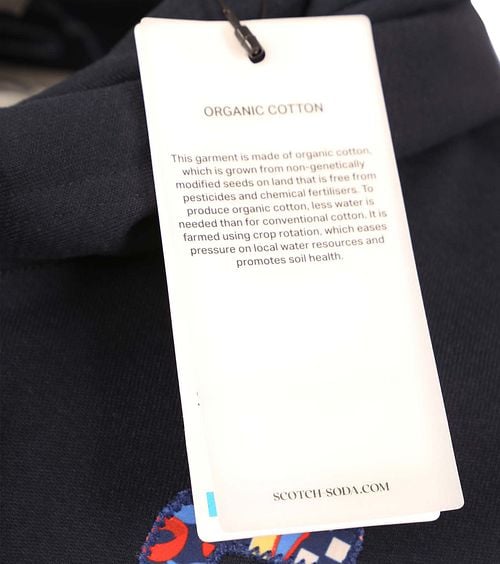 ORGANIC COTTON
This garment is made of organic cotton,
which is grown from non-genetically
modified seeds on land that is free from
pesticides and chemical fertilisers. To
produce organic cotton, less water is
needed than for conventional cotton. It is
farmed using crop rotation, which eases
pressure on local water resources and
promotes soil health.
SCOTCH-SODA.COM